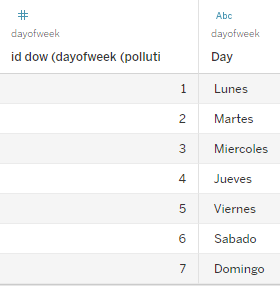 # Abc
dayofweek dayofweek
id dow (dayofweek (polluti Day
1 Lunes
2 Martes
3 Miercoles
4 Jueves
5 Viernes
6 Sabado
7 Domingo